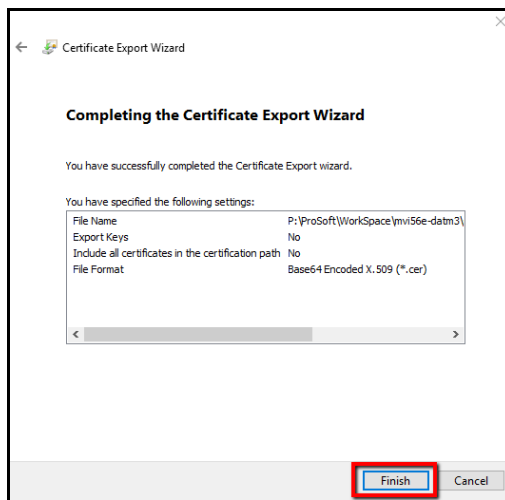 Certificate Export Wizard
Completing the Certificate Export Wizard
You have successfully completed the Certificate Export wizard.
You have specified the following settings:
File Name P:\ProSoft\WorkSpace\mvi56e-datm3\
Export Keys No
Include all certificates in the certification path No
File Format Base64 Encoded X.509 (*.cer)
Finish Cancel